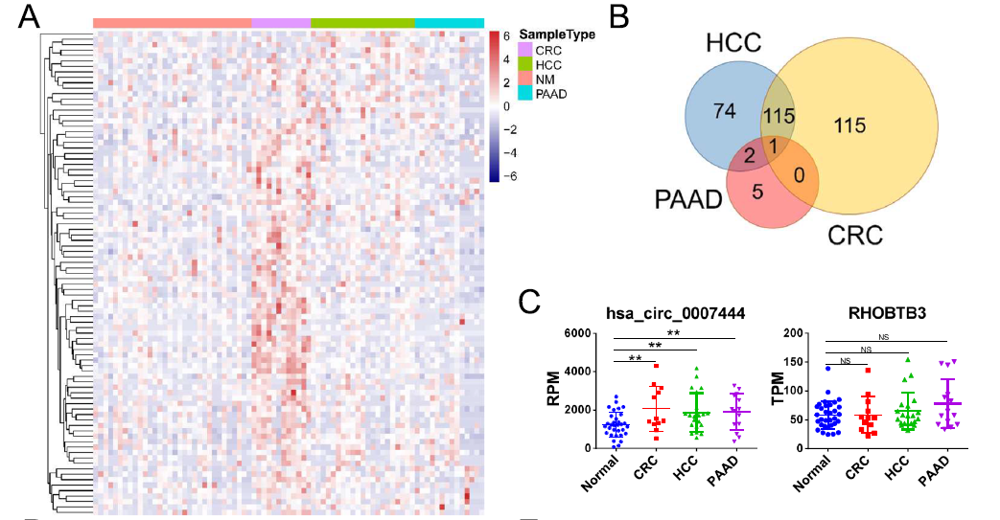 A
SampleType
CRC
HCC
NM
PAAD
6
4
2
0
−2
−4
−6
B
HCC
74
115
115
2
1
0
5
PAAD
CRC
C
hsa_circ_0007444
RPM
6000
4000
2000
0
**
**
**
Normal
CRC
HCC
PAAD
RHOBTB3
TPM
200
150
100
50
0
NS
NS
NS
Normal
CRC
HCC
PAAD